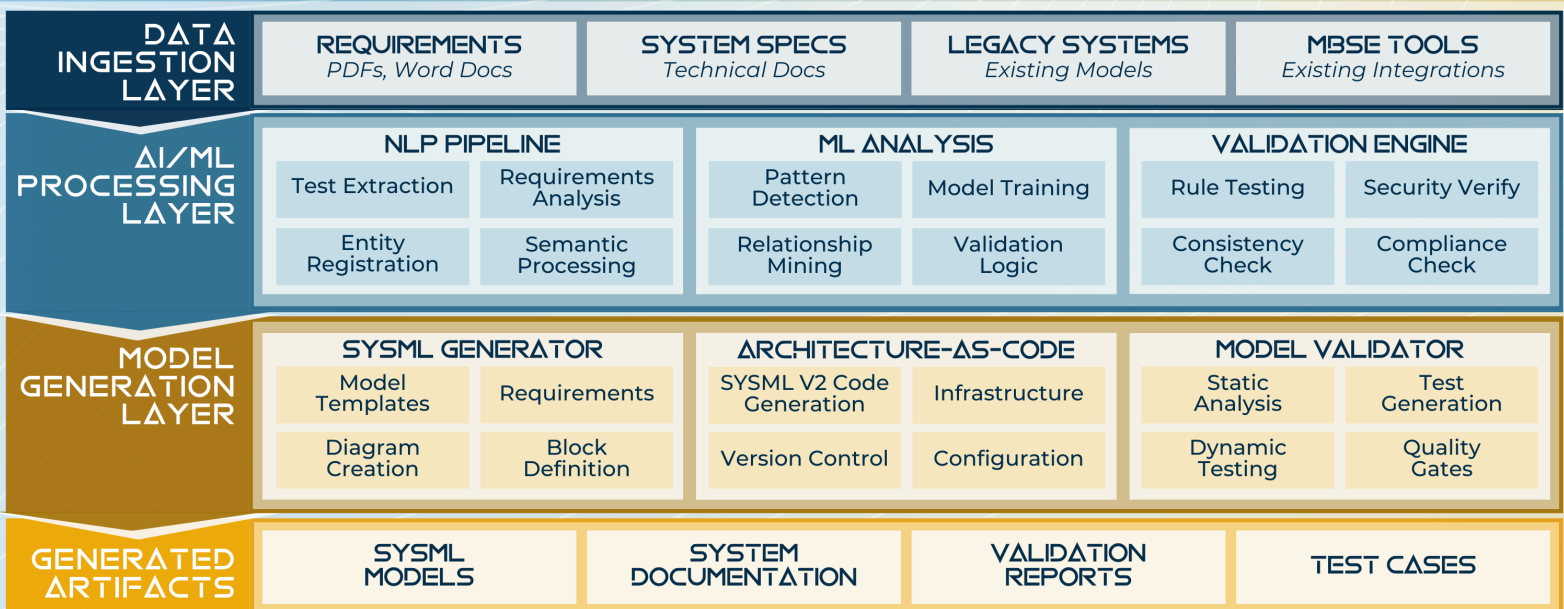 DATA
INGESTION
LAYER
REQUIREMENTS
PDFs, Word Docs
SYSTEM SPECS
Technical Docs
LEGACY SYSTEMS
Existing Models
MBSE TOOLS
Existing Integrations
AI/ML
PROCESSING
LAYER
NLP PIPELINE
Test Extraction
Requirements
Analysis
Entity
Registration
Semantic
Processing
ML ANALYSIS
Pattern
Detection
Model Training
Relationship
Mining
Validation
Logic
VALIDATION ENGINE
Rule Testing
Security Verify
Consistency
Check
Compliance
Check
MODEL
GENERATION
LAYER
SYSML GENERATOR
Model
Templates
Requirements
Diagram
Creation
Block
Definition
ARCHITECTURE-AS-CODE
SYSML V2 Code
Generation
Infrastructure
Version Control
Configuration
MODEL VALIDATOR
Static
Analysis
Test
Generation
Dynamic
Testing
Quality
Gates
GENERATED
ARTIFACTS
SYSML
MODELS
SYSTEM
DOCUMENTATION
VALIDATION
REPORTS
TEST CASES